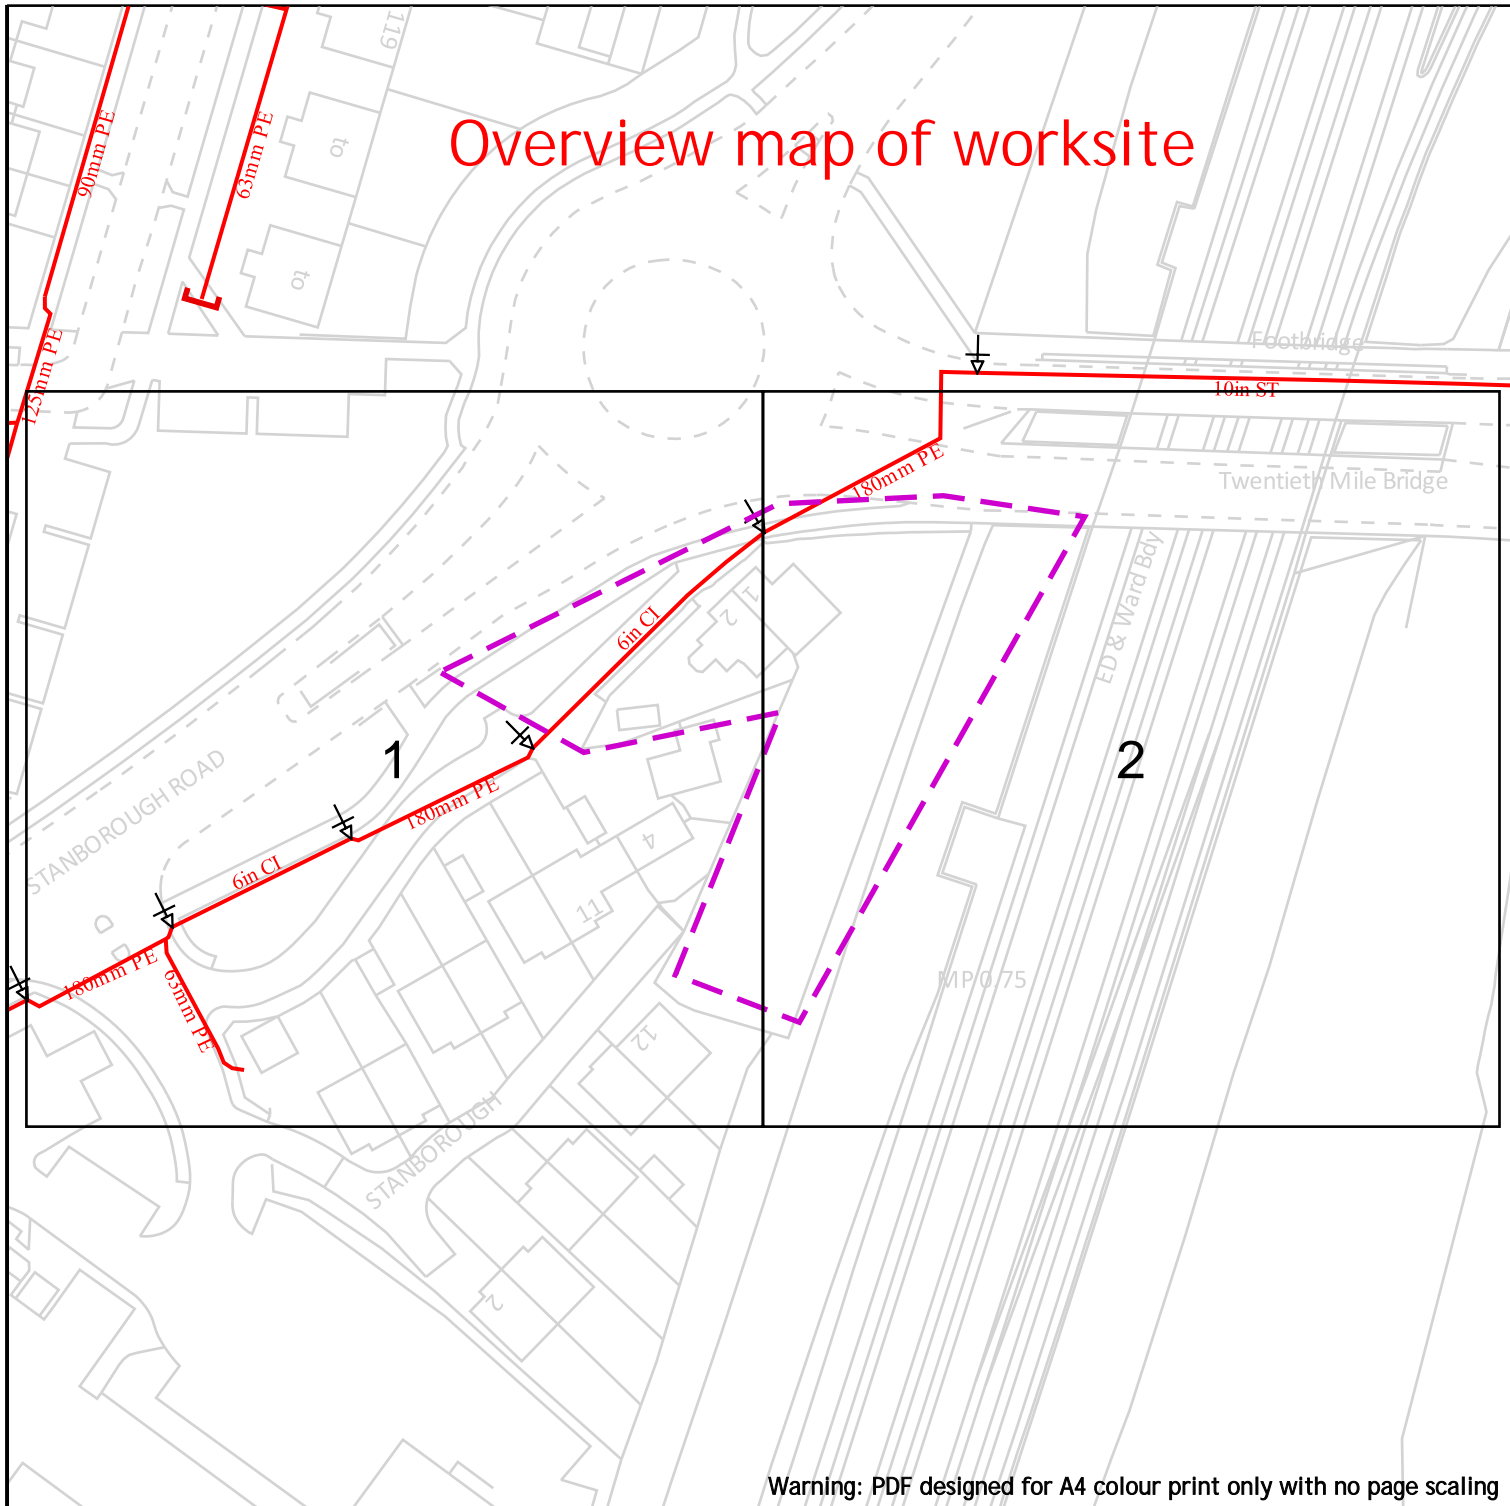 119
90mm PE
63mm PE
to
Overview map of worksite
to
125mm PE
Footbridge
10in ST
180mm PE
Twentieth Mile Bridge
1
2
6in CI
ED & Ward Bdy
1
2
STANBOROUGH ROAD
180mm PE
4
6in CI
11
180mm PE
63mm PE
MP 0.75
12
STANBOROUGH
2
Warning: PDF designed for A4 colour print only with no page scaling